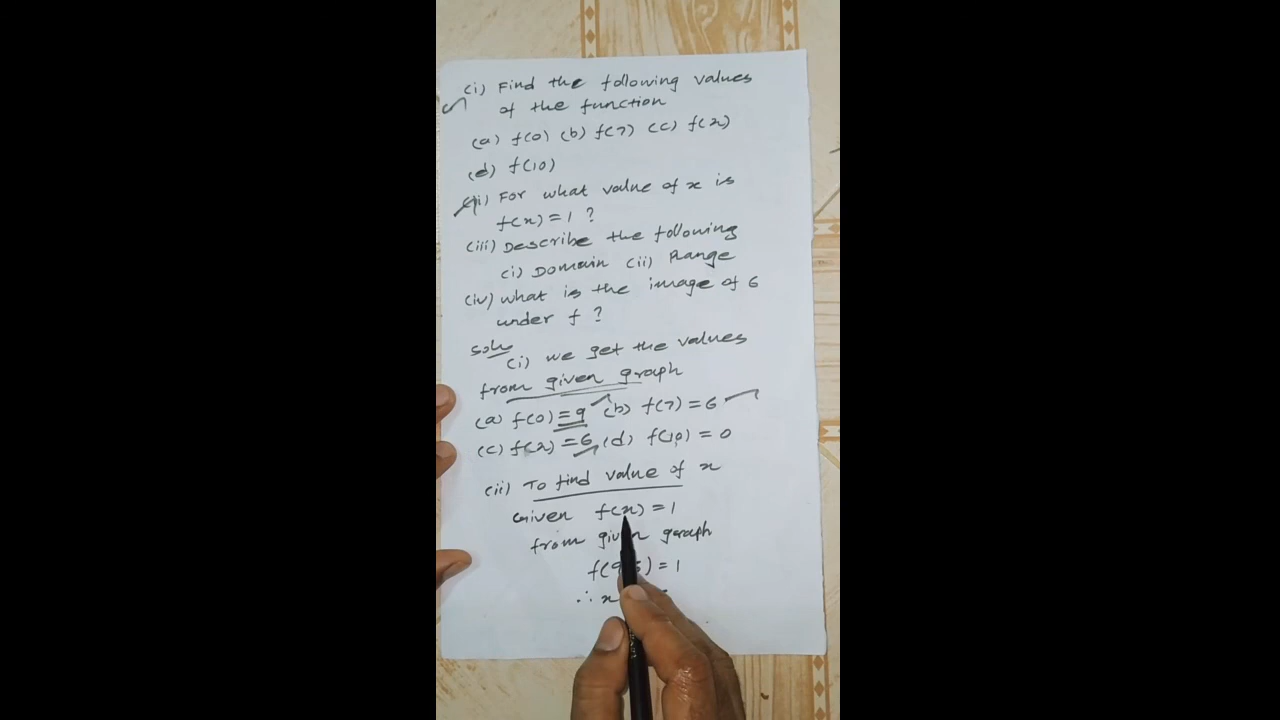 (i) Find the following values
of the function
(a) f(0) (b) f(7) (c) f(2)
(d) f(10)
(ii) For what value of x is
f(x) = 1 ?
(iii) Describe the following
(i) Domain (ii) Range
(iv) what is the image of 6
under f ?
Soln
(i) we get the values
from given graph
(a) f(0) = 9 (b) f(7) = 6
(c) f(2) = 6 (d) f(10) = 0
(ii) To find value of x
Given f(x) = 1
from given graph
= 1
∴ x